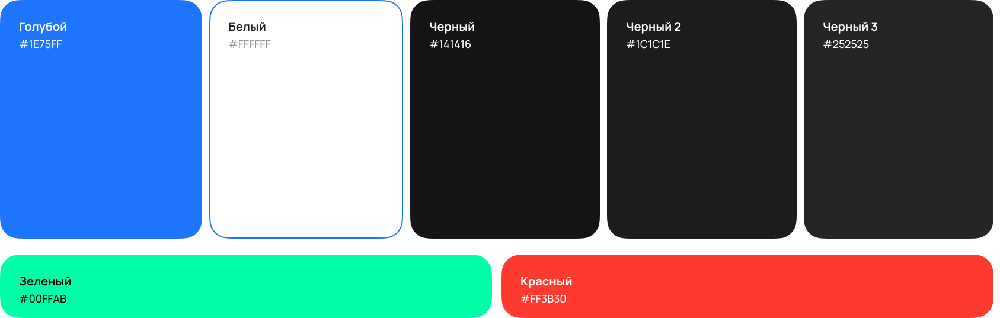 Голубой
#1E75FF
Белый
#FFFFFF
Черный
#141416
Черный 2
#1C1C1E
Черный 3
#252525
Зеленый
#00FFAB
Красный
#FF3B30